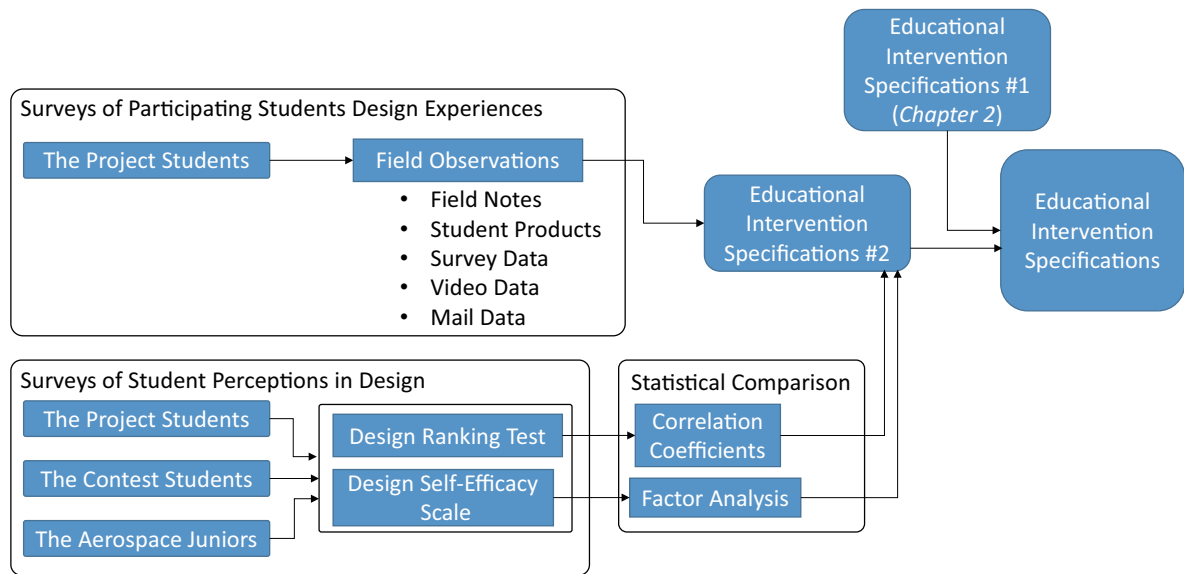 Surveys of Participating Students Design Experiences
The Project Students
Field Observations
• Field Notes
• Student Products
• Survey Data
• Video Data
• Mail Data
Educational
Intervention
Specifications #2
Educational
Intervention
Specifications #1
(Chapter 2)
Educational
Intervention
Specifications
Surveys of Student Perceptions in Design
The Project Students
The Contest Students
The Aerospace Juniors
Design Ranking Test
Design Self-Efficacy
Scale
Statistical Comparison
Correlation
Coefficients
Factor Analysis